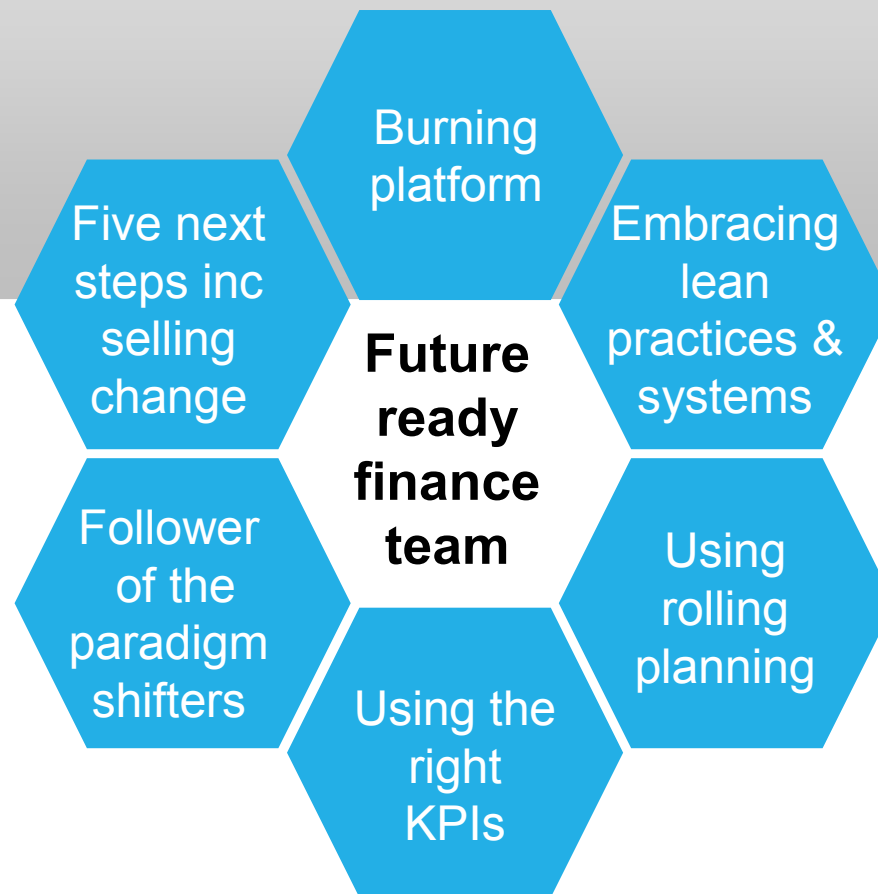 Burning
platform
Embracing
lean
practices &
systems
Using
rolling
planning
Using the
right
KPIs
Follower
of the
paradigm
shifters
Five next
steps inc
selling
change
Future
ready
finance
team